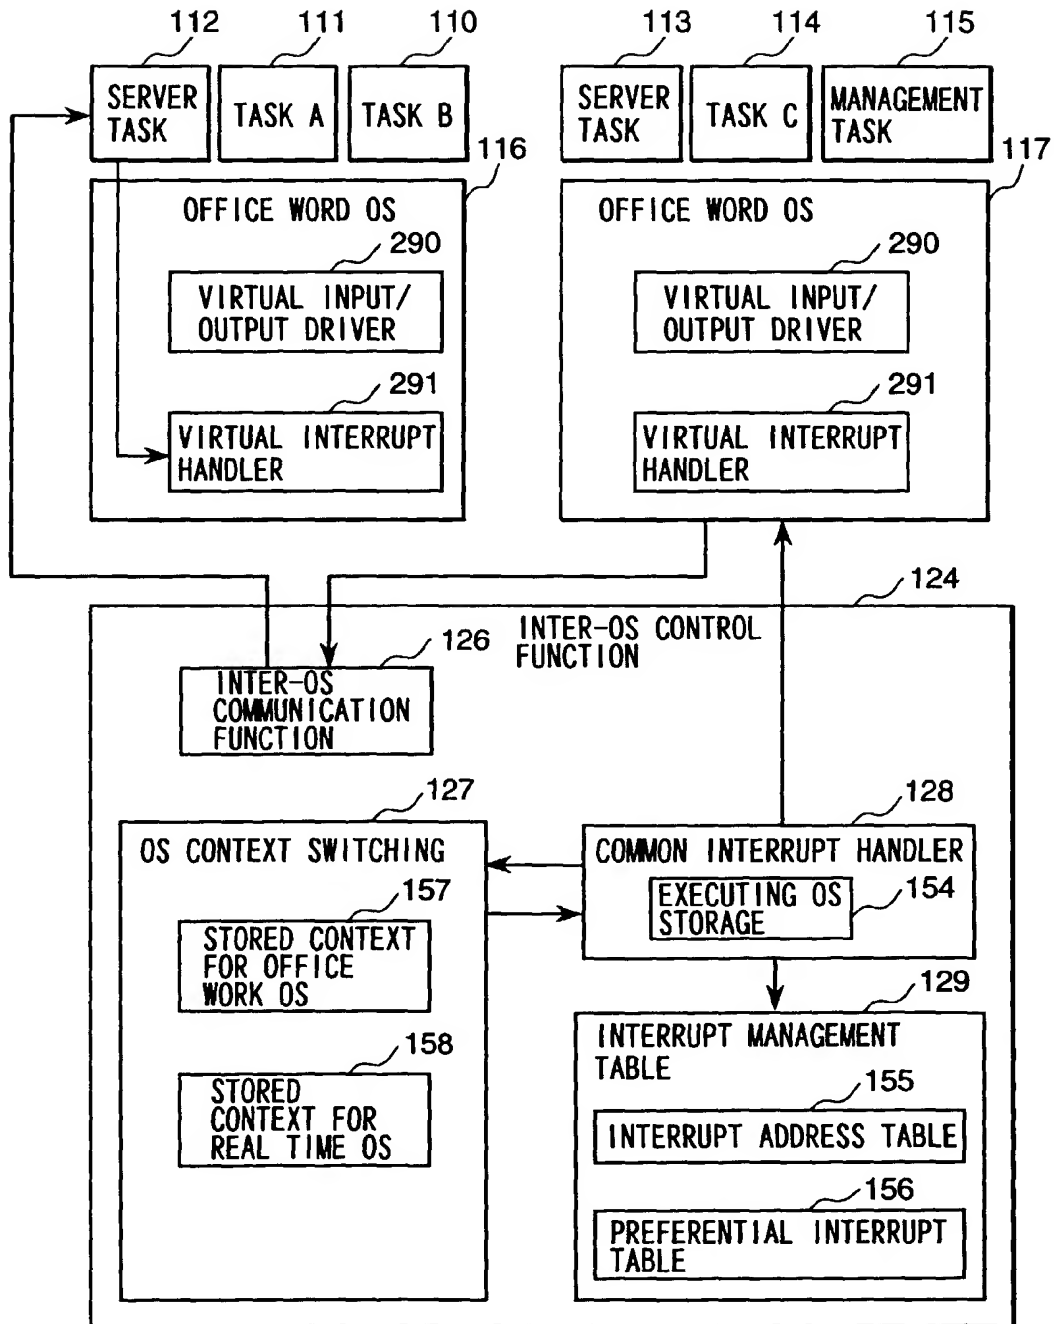 112 111 110 113 114 115
SERVER
TASK
TASK A
TASK B
SERVER
TASK
TASK C
MANAGEMENT
TASK
116
117
OFFICE WORD OS
290
VIRTUAL INPUT/
OUTPUT DRIVER
291
VIRTUAL INTERRUPT
HANDLER
OFFICE WORD OS
290
VIRTUAL INPUT/
OUTPUT DRIVER
291
VIRTUAL INTERRUPT
HANDLER
124
INTER-OS CONTROL
FUNCTION
126
INTER-OS
COMMUNICATION
FUNCTION
127
OS CONTEXT SWITCHING
157
STORED CONTEXT
FOR OFFICE
WORK OS
158
STORED
CONTEXT FOR
REAL TIME OS
128
COMMON INTERRUPT HANDLER
EXECUTING OS
STORAGE
154
129
INTERRUPT MANAGEMENT
TABLE
155
INTERRUPT ADDRESS TABLE
156
PREFERENTIAL INTERRUPT
TABLE